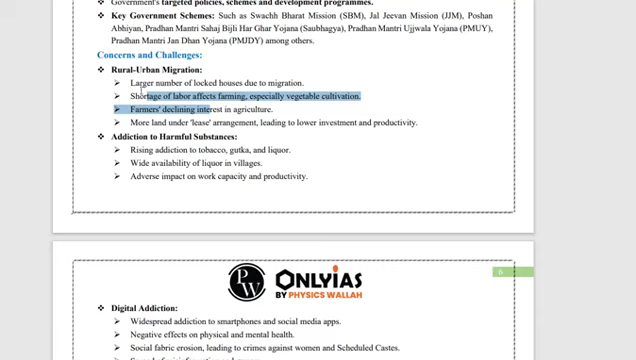 ❖ Government's targeted policies, schemes and development programmes.
❖ Key Government Schemes: Such as Swachh Bharat Mission (SBM), Jal Jeevan Mission (JJM), Poshan
Abhiyan, Pradhan Mantri Sahaj Bijli Har Ghar Yojana (Saubhagya), Pradhan Mantri Ujjwala Yojana (PMUY),
Pradhan Mantri Jan Dhan Yojana (PMJDY) among others.
Concerns and Challenges:
❖ Rural-Urban Migration:
➢ Larger number of locked houses due to migration.
➢ Shortage of labor affects farming, especially vegetable cultivation.
➢ Farmers' declining interest in agriculture.
➢ More land under 'lease' arrangement, leading to lower investment and productivity.
❖ Addiction to Harmful Substances:
➢ Rising addiction to tobacco, gutka, and liquor.
➢ Wide availability of liquor in villages.
➢ Adverse impact on work capacity and productivity.
PW ONLYIAS
BY PHYSICS WALLAH
6
❖ Digital Addiction:
➢ Widespread addiction to smartphones and social media apps.
➢ Negative effects on physical and mental health.
➢ Social fabric erosion, leading to crimes against women and Scheduled Castes.